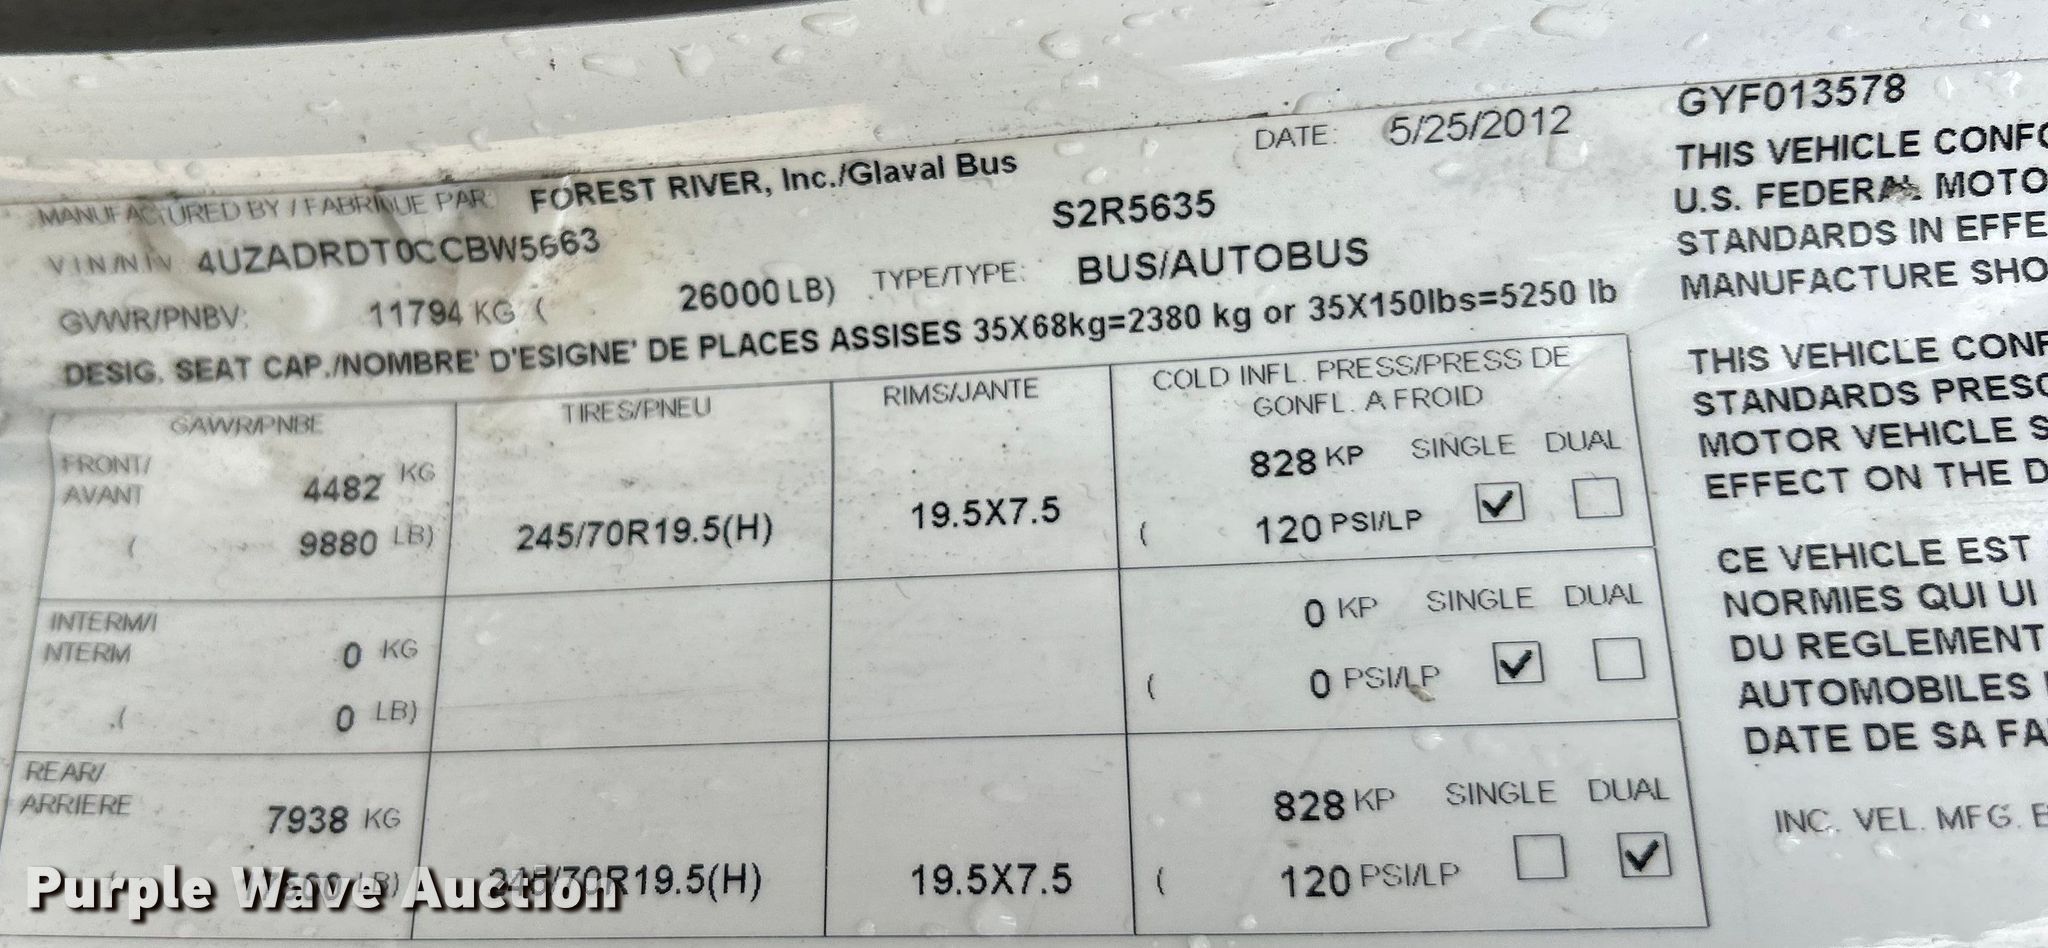 GYF013578
MANUFACTURED BY / FABRIQUE PAR: FOREST RIVER, Inc./Glaval Bus DATE: 5/25/2012
V.I.N/N.I.V. 4UZADRDT0CCBW5663 S2R5635
GVWR/PNBV: 11794 KG ( 26000 LB) TYPE/TYPE: BUS/AUTOBUS
DESIG. SEAT CAP./NOMBRE' D'ESIGNE' DE PLACES ASSISES 35X68kg=2380 kg or 35X150lbs=5250 lb
GAWR/PNBE TIRES/PNEU RIMS/JANTE COLD INFL. PRESS/PRESS DE
GONFL. A FROID
FRONT/ 4482 KG 828 KP SINGLE DUAL
AVANT
( 9880 LB) 245/70R19.5(H) 19.5X7.5 ( 120 PSI/LP ✓
INTERM/I 0 KG 0 KP SINGLE DUAL
NTERM
( 0 LB) ( 0 PSI/LP ✓
REAR/ 7938 KG 828 KP SINGLE DUAL
ARRIERE
LB) 245/70R19.5(H) 19.5X7.5 ( 120 PSI/LP ✓
THIS VEHICLE CONFO
U.S. FEDERAL MOTO
STANDARDS IN EFFE
MANUFACTURE SHO
THIS VEHICLE CONF
STANDARDS PRESC
MOTOR VEHICLE S
EFFECT ON THE D
CE VEHICLE EST
NORMIES QUI UI
DU REGLEMENT
AUTOMOBILES
DATE DE SA FA
INC. VEL. MFG. B
Purple Wave Auction